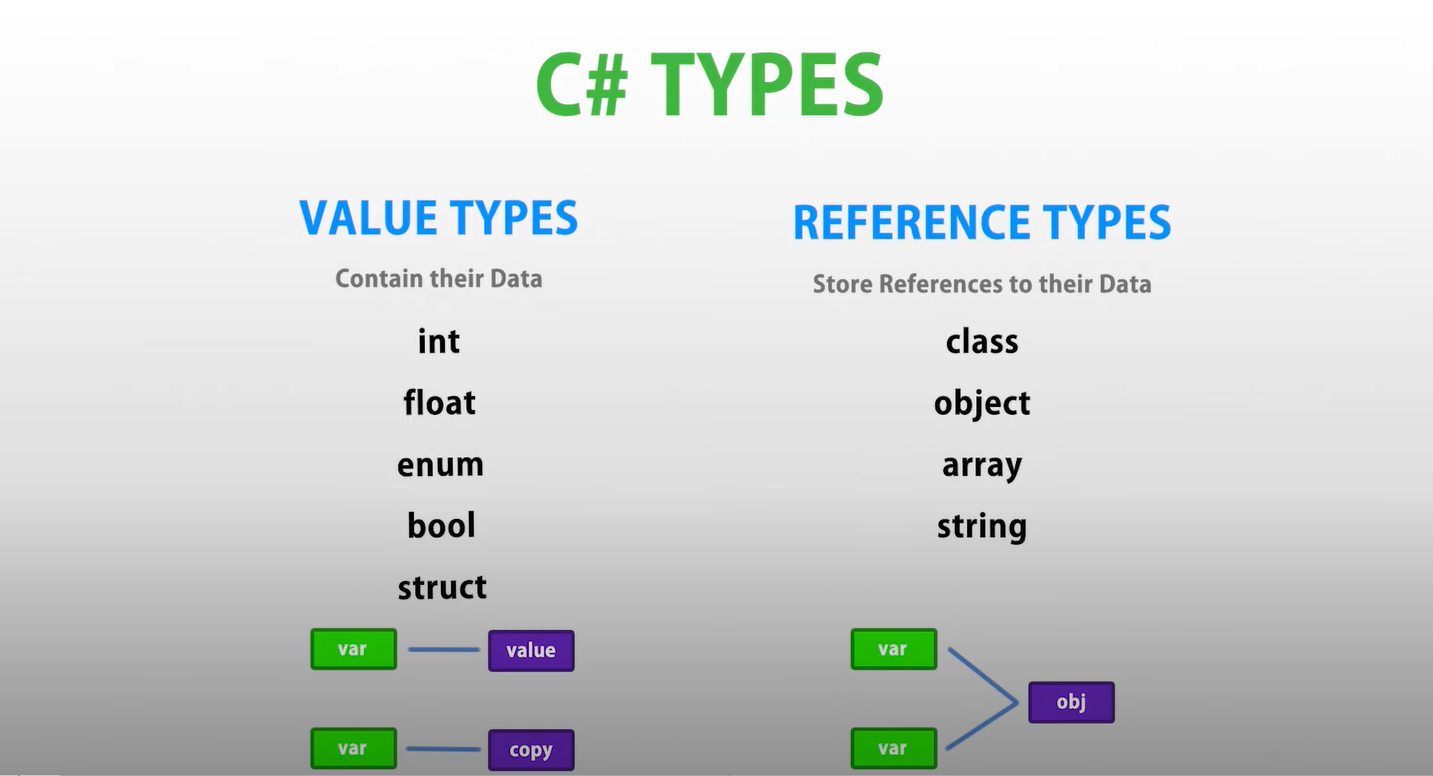 C# TYPES
VALUE TYPES
Contain their Data
int
float
enum
bool
struct
var
value
var
copy
REFERENCE TYPES
Store References to their Data
class
object
array
string
var
obj
var